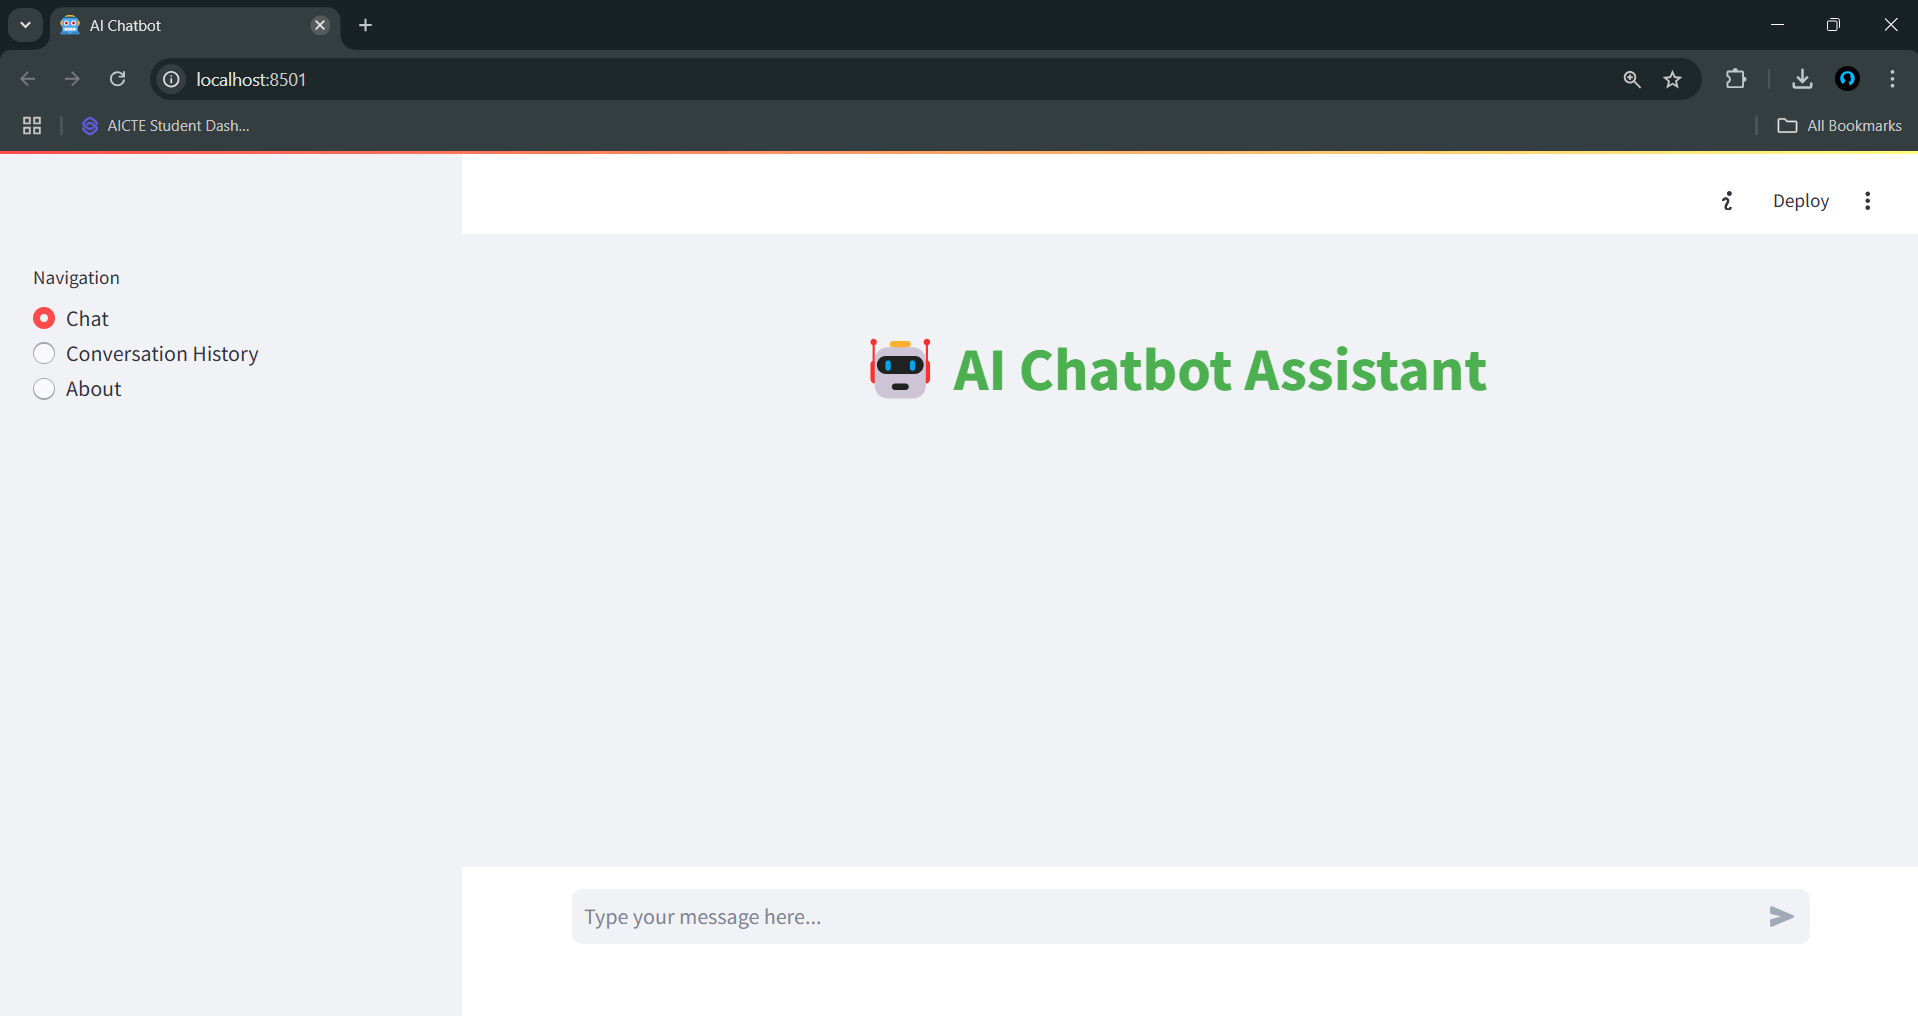 AI Chatbot
localhost:8501
AICTE Student Dash...
All Bookmarks
Deploy
Navigation
Chat
Conversation History
About
AI Chatbot Assistant
Type your message here...